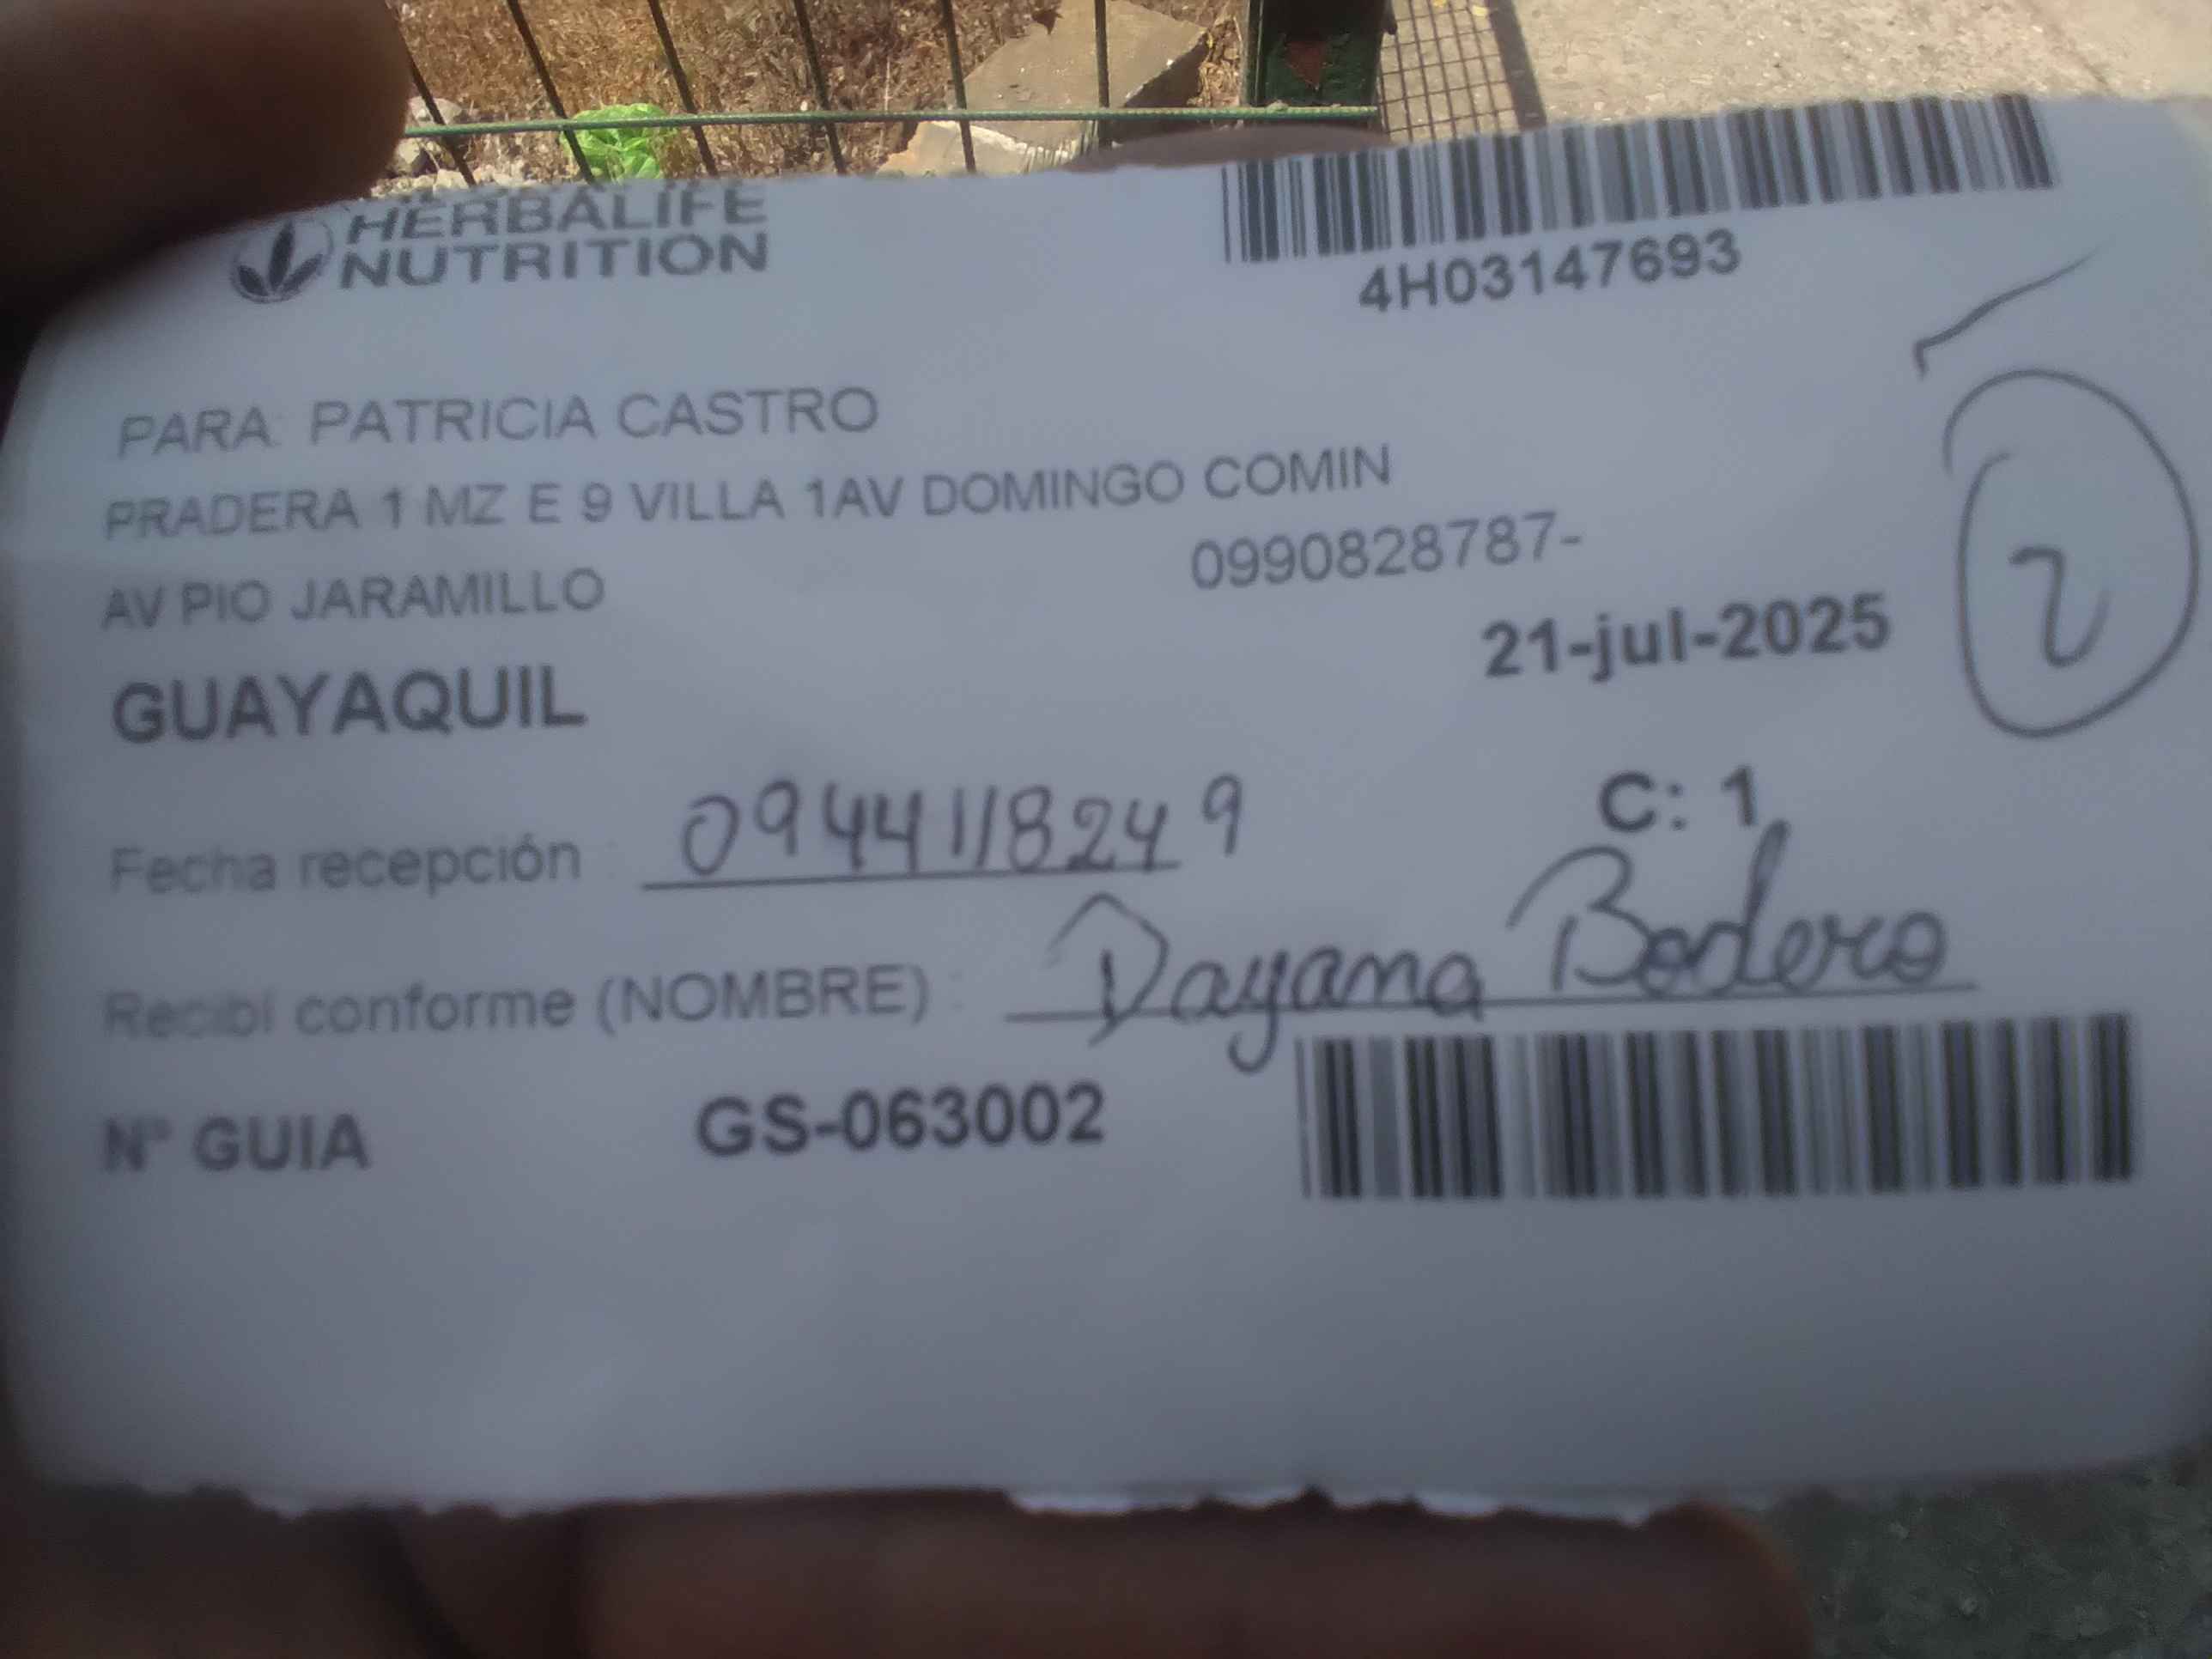 HERBALIFE
NUTRITION
4H03147693
PARA: PATRICIA CASTRO
PRADERA 1 MZ E 9 VILLA 1AV DOMINGO COMIN
AV PIO JARAMILLO
0990828787-
21-jul-2025
2
GUAYAQUIL
C: 1
Fecha recepción : 0944118249
Recibí conforme (NOMBRE) : Dayana Bodero
N° GUIA GS-063002